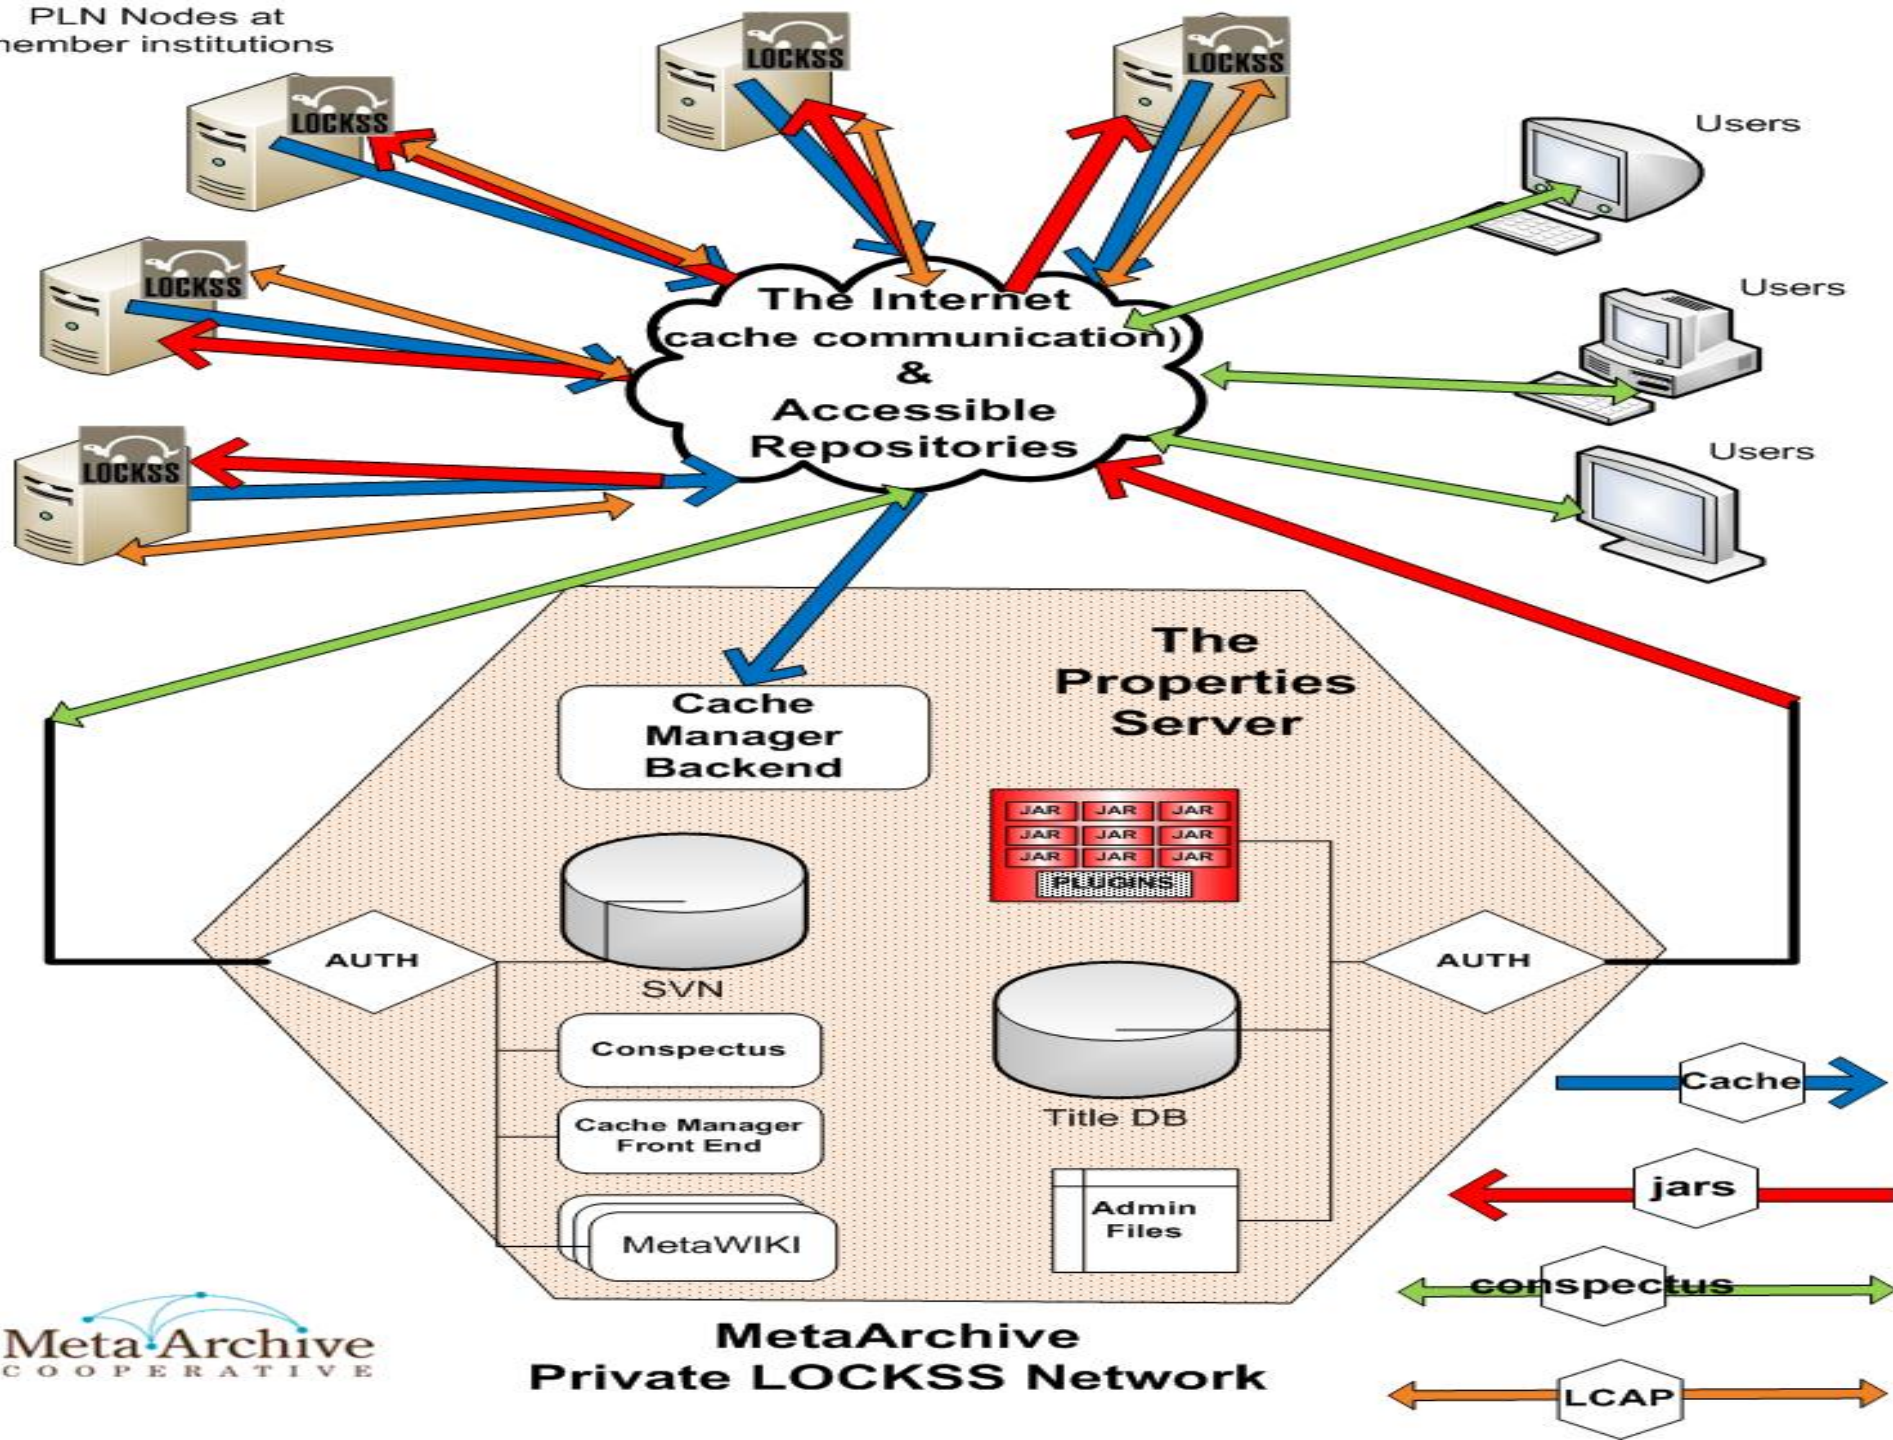 PLN Nodes at
member institutions
LOCKSS
LOCKSS
LOCKSS
LOCKSS
LOCKSS
Users
Users
Users
The Internet
(cache communication)
&
Accessible
Repositories
The
Properties
Server
Cache
Manager
Backend
JAR JAR JAR
JAR JAR JAR
JAR JAR JAR
PLUGINS
AUTH
SVN
AUTH
Conspectus
Title DB
Cache Manager
Front End
Admin
Files
MetaWIKI
Cache
jars
conspectus
LCAP
MetaArchive
COOPERATIVE
MetaArchive
Private LOCKSS Network